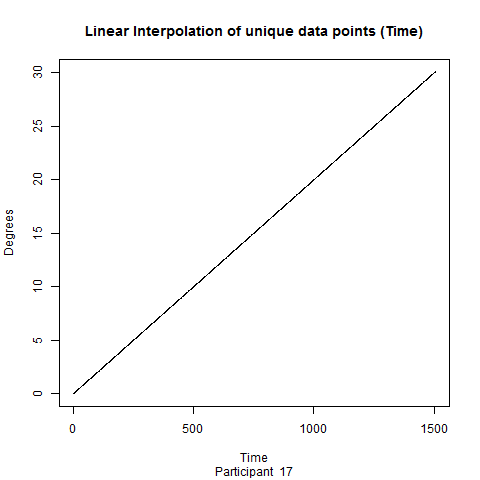 Linear Interpolation of unique data points (Time)
Degrees
30
25
20
15
10
5
0
0 500 1000 1500
Time
Participant 17